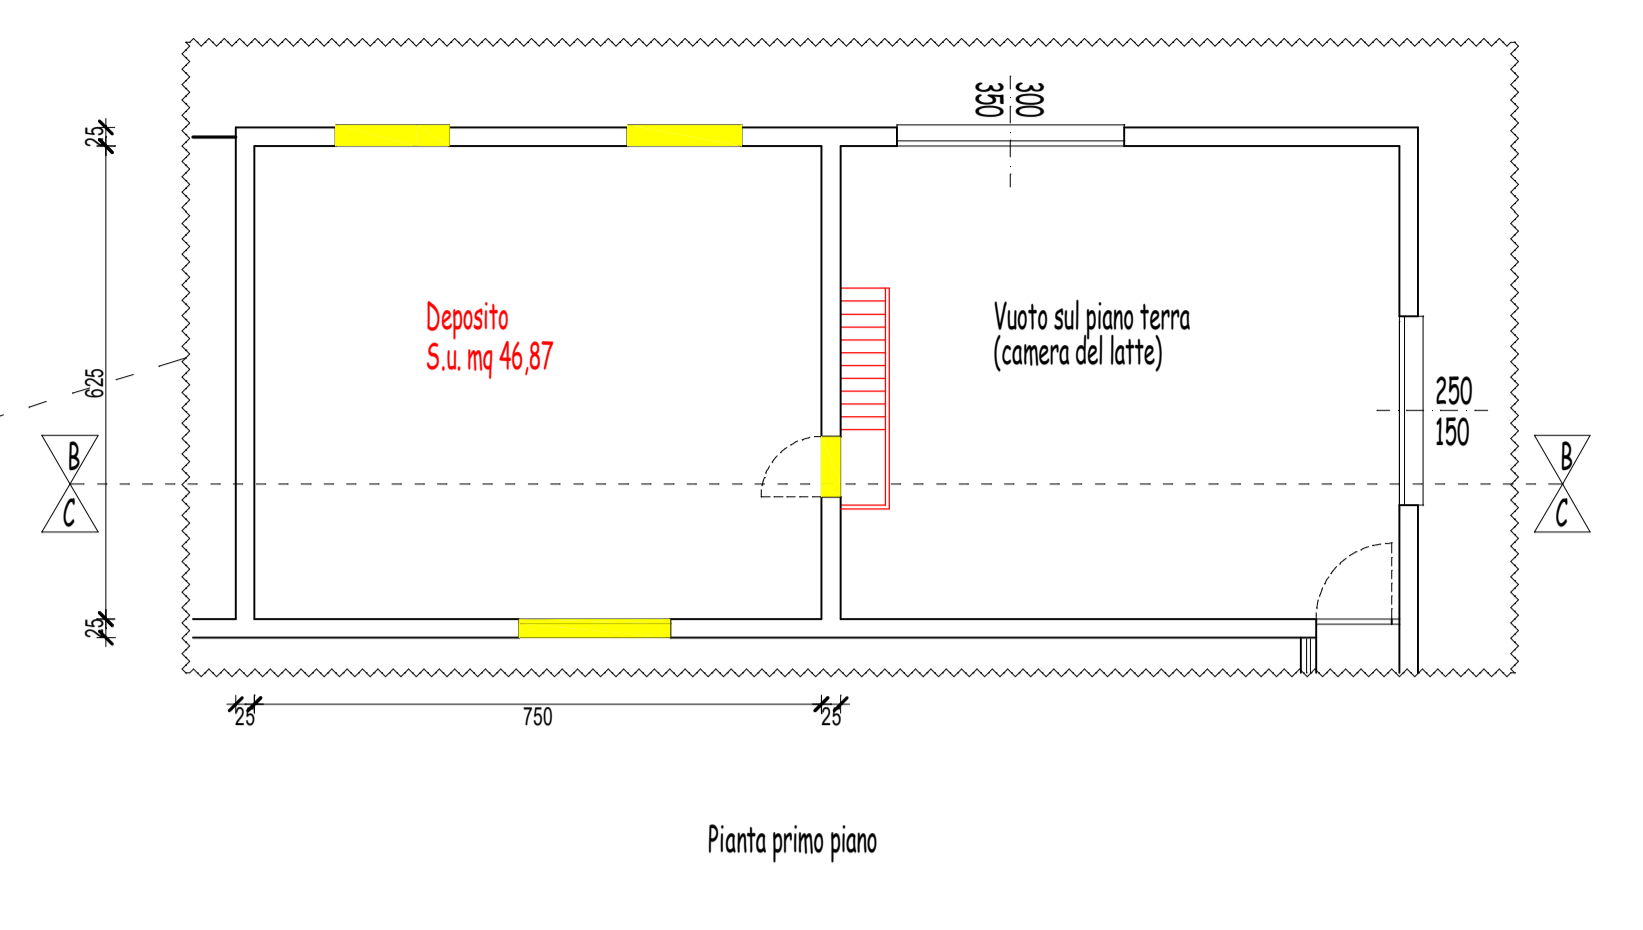 350
300
25
Deposito
S.u. mq 46,87
Vuoto sul piano terra
(camera del latte)
625
250
150
B
C
B
C
25
25
750
25
Pianta primo piano